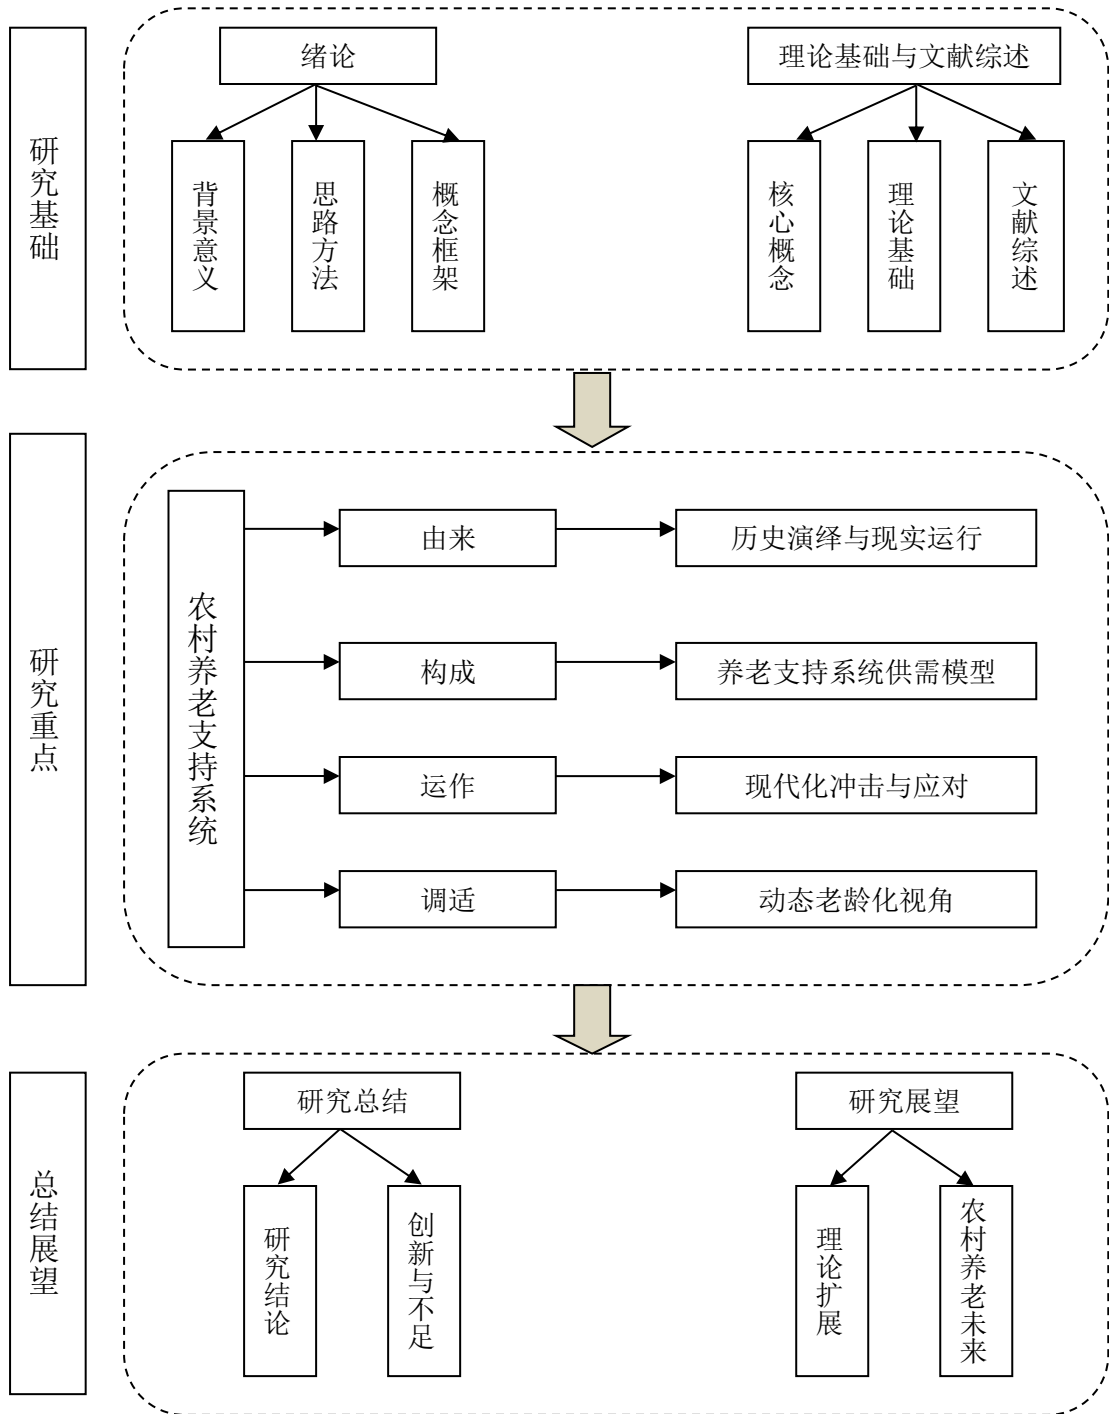 研究基础
绪论
理论基础与文献综述
背景意义
思路方法
概念框架
核心概念
理论基础
文献综述
研究重点
农村养老支持系统
由来
历史演绎与现实运行
构成
养老支持系统供需模型
运作
现代化冲击与应对
调适
动态老龄化视角
总结展望
研究总结
研究展望
研究结论
创新与不足
理论扩展
农村养老未来